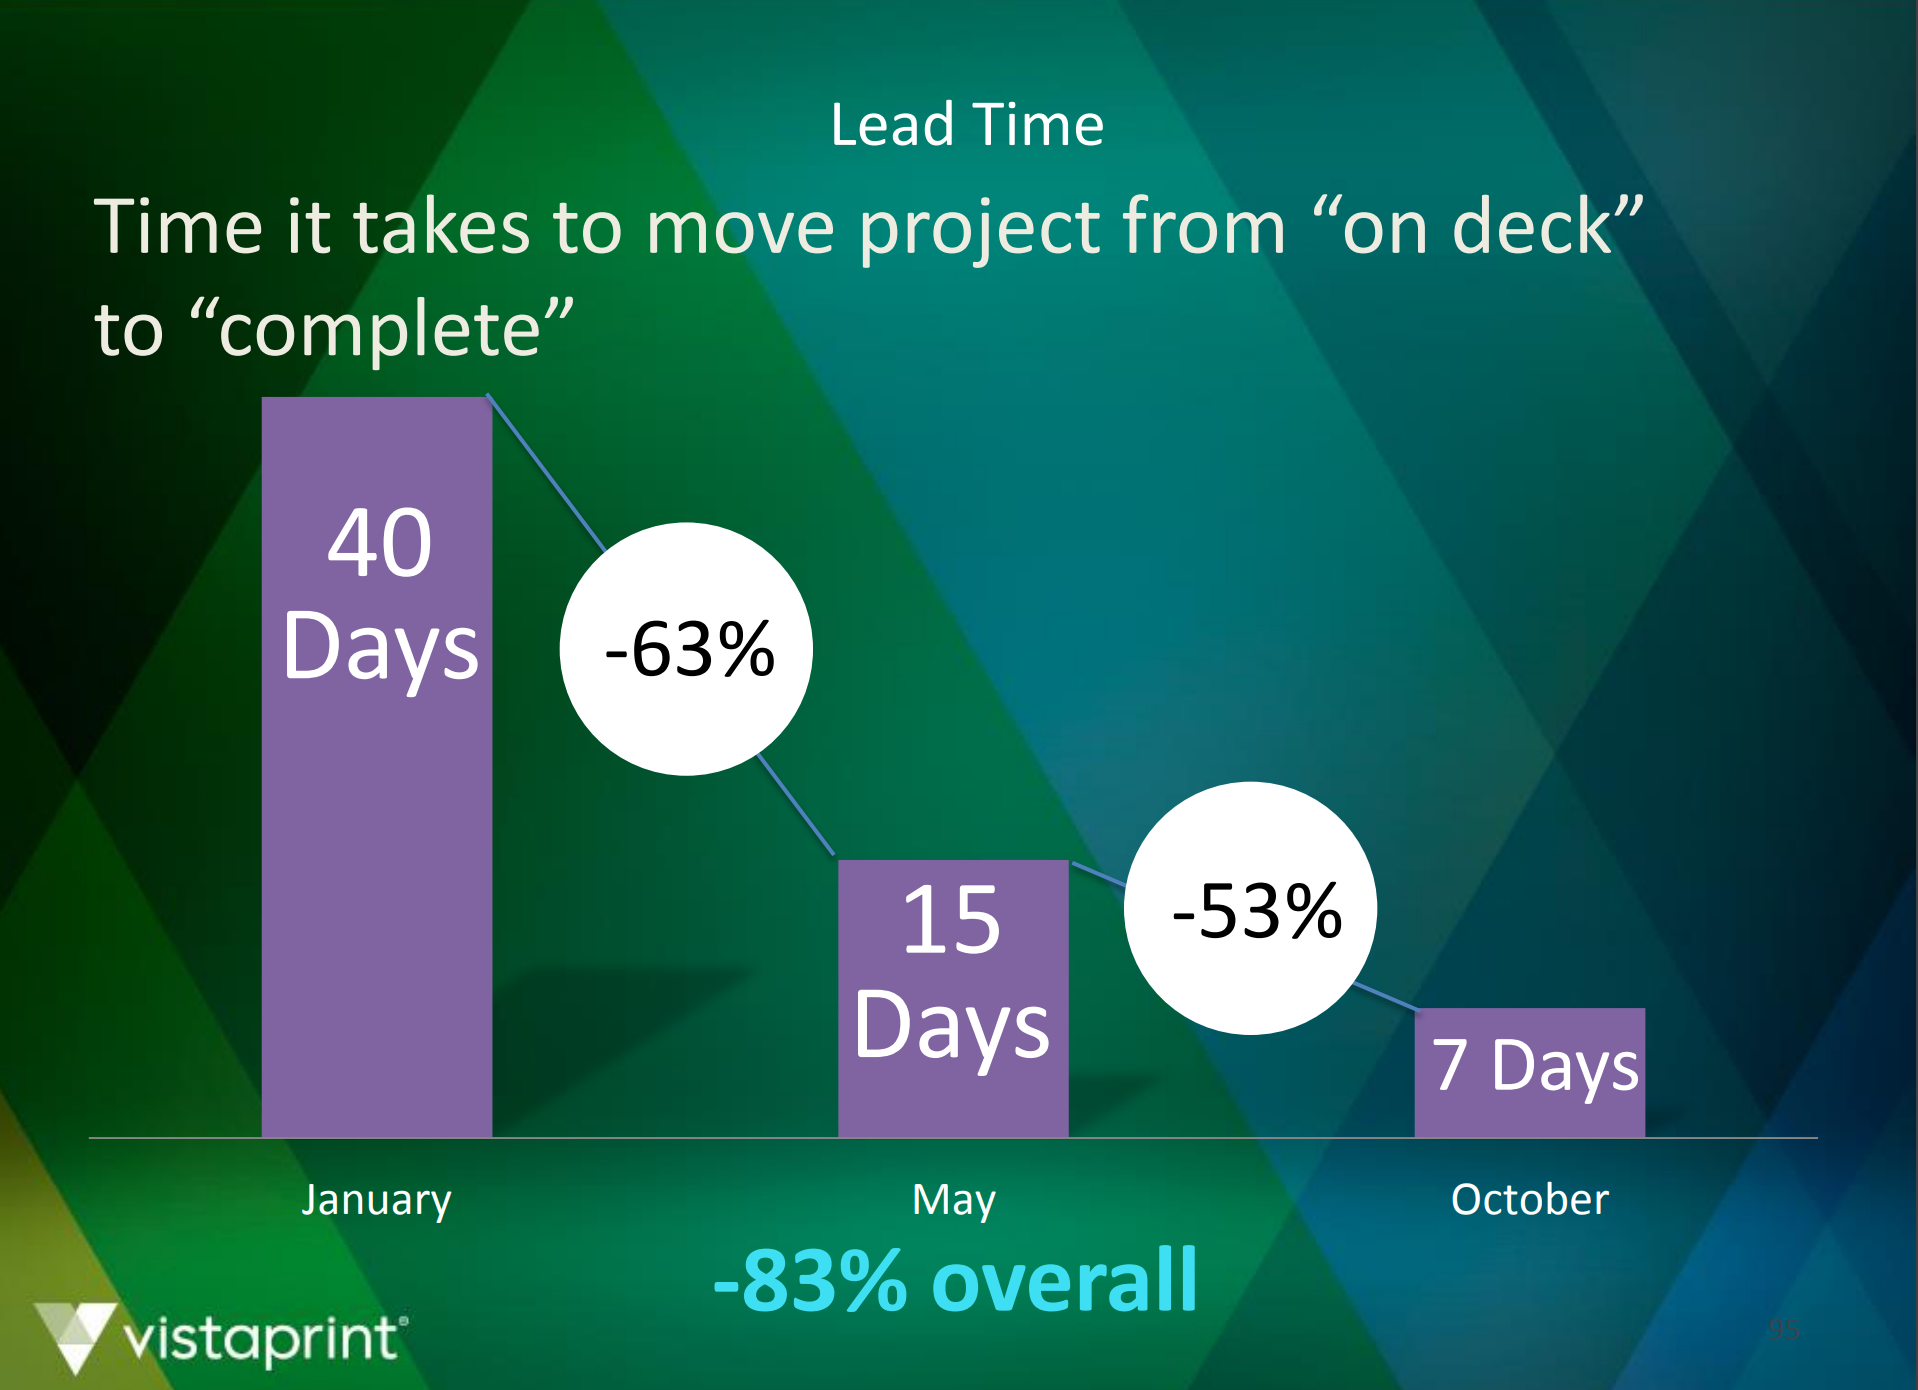 Lead Time
Time it takes to move project from “on deck”
to “complete”
40
Days
-63%
15
Days
-53%
7 Days
January
May
October
-83% overall
vistaprint®
95